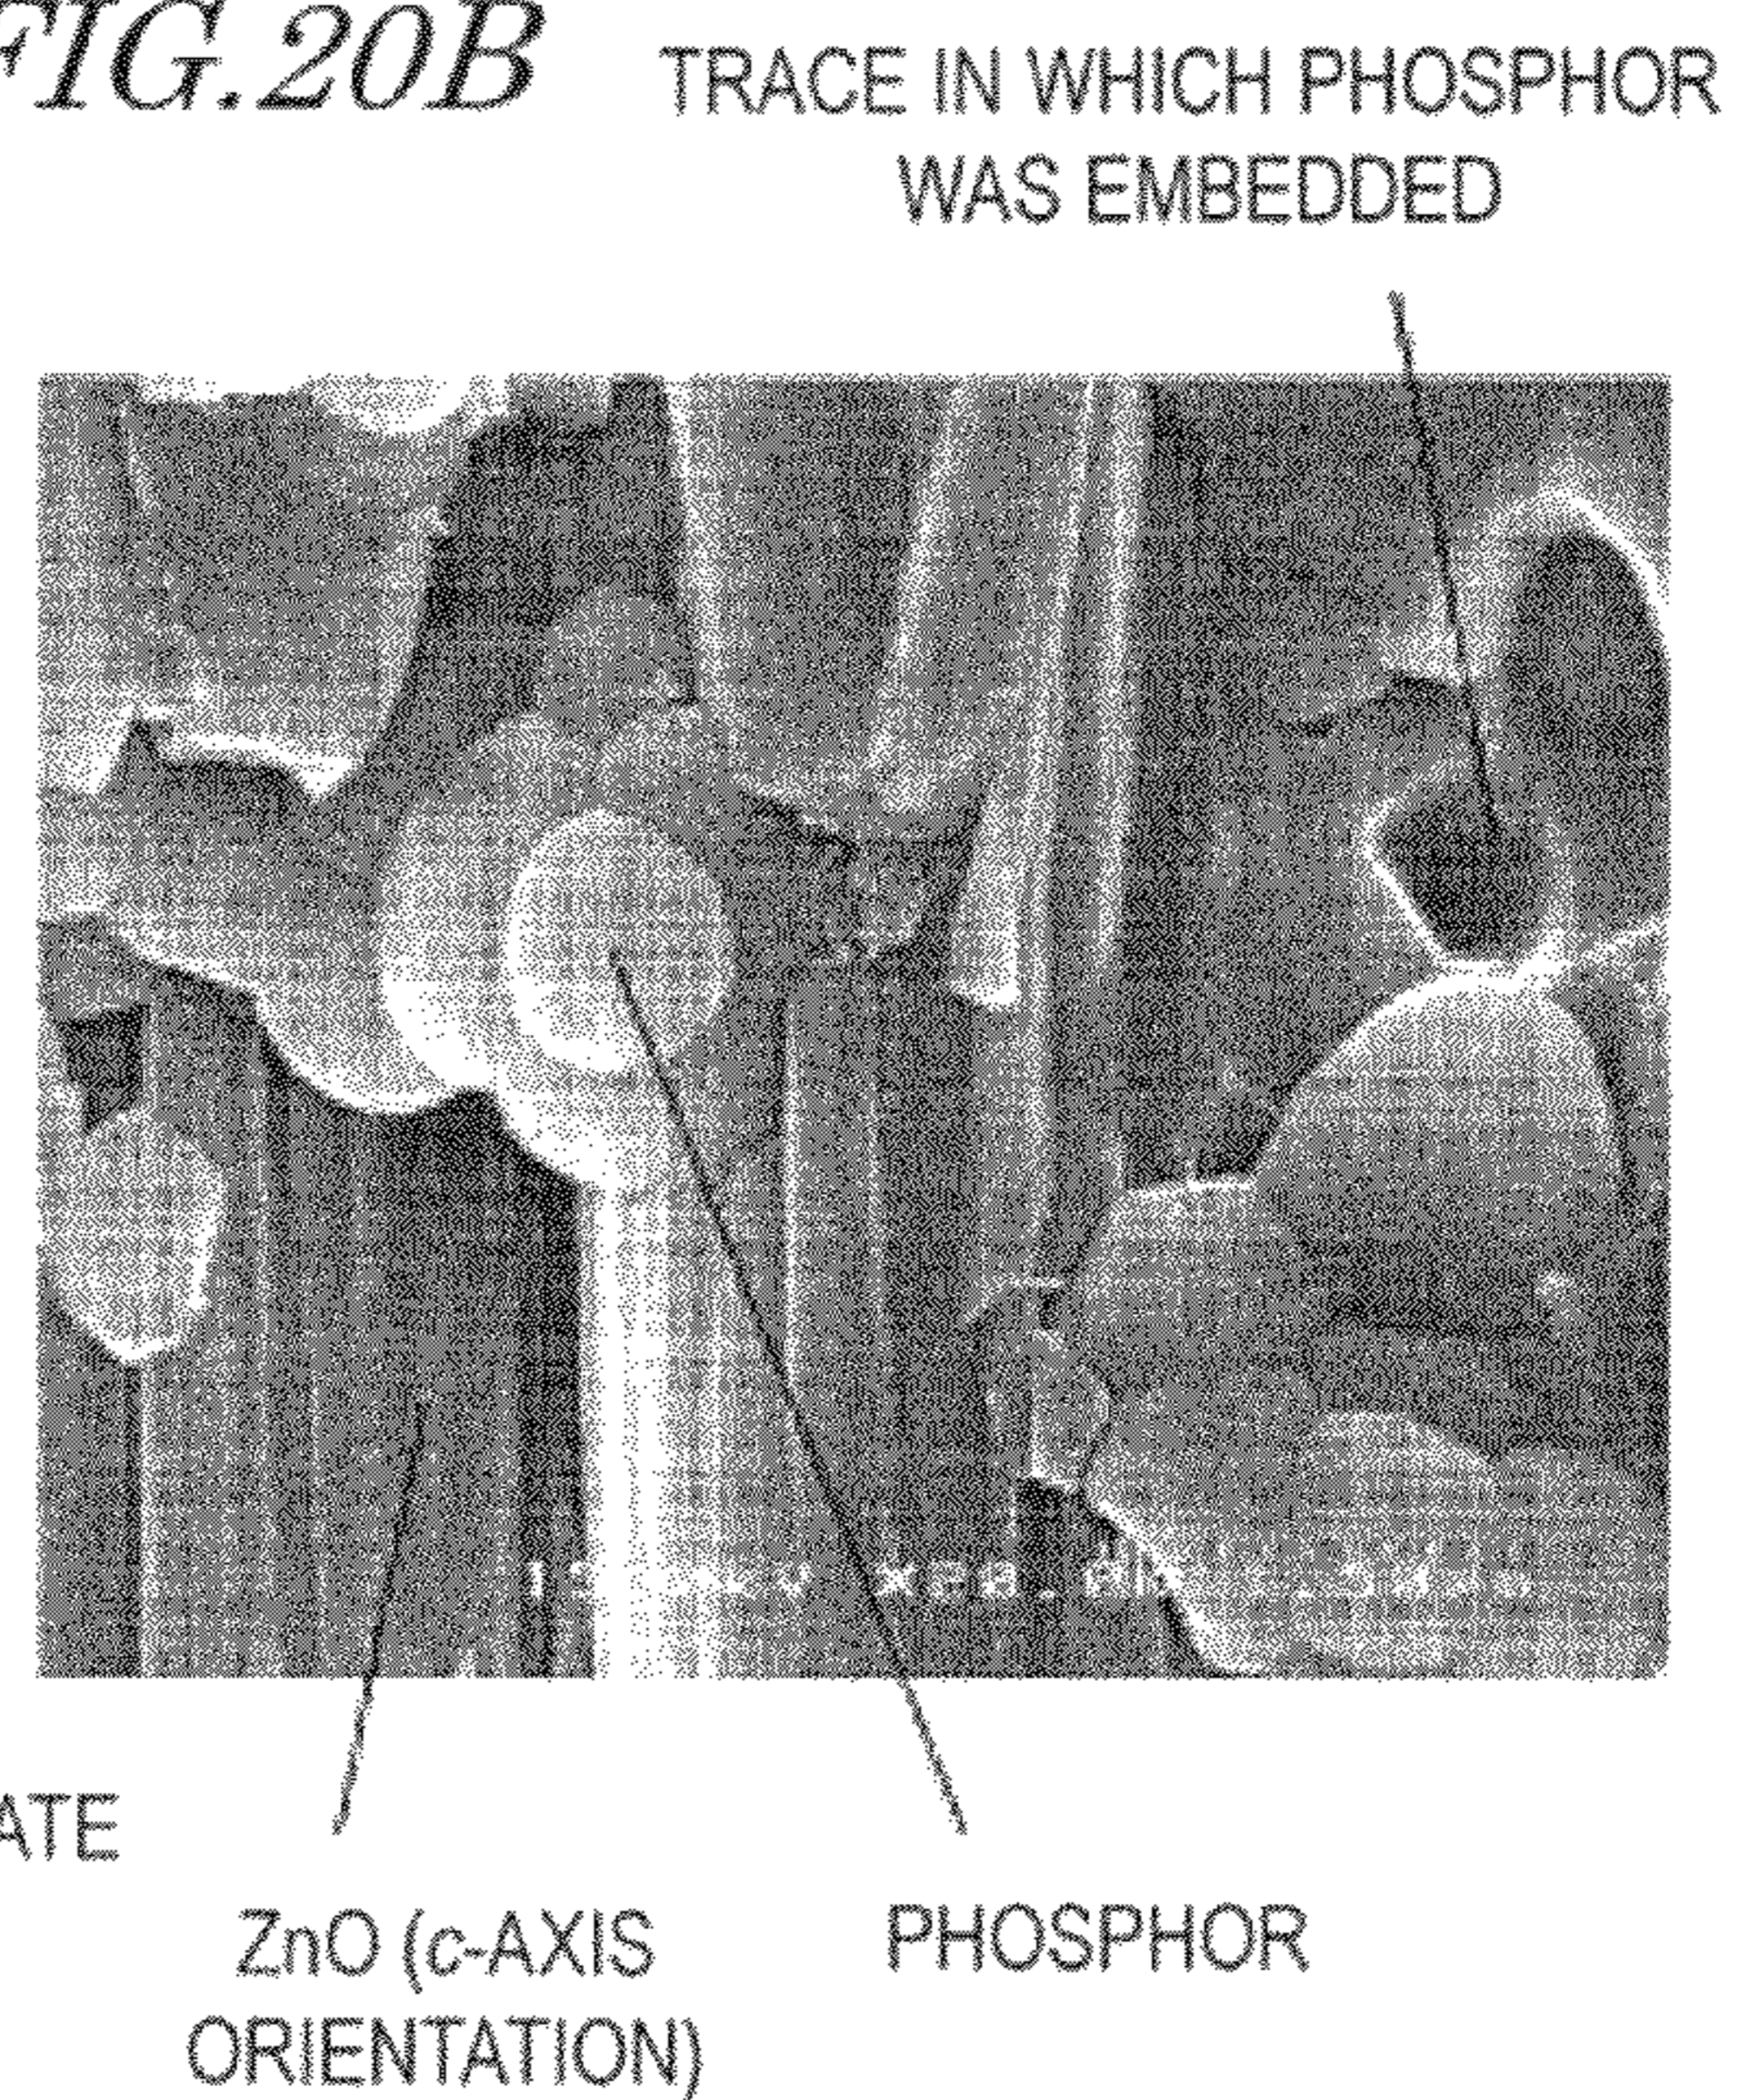 FIG.20B
TRACE IN WHICH PHOSPHOR
WAS EMBEDDED
ATE
ZnO (c-AXIS
ORIENTATION)
PHOSPHOR